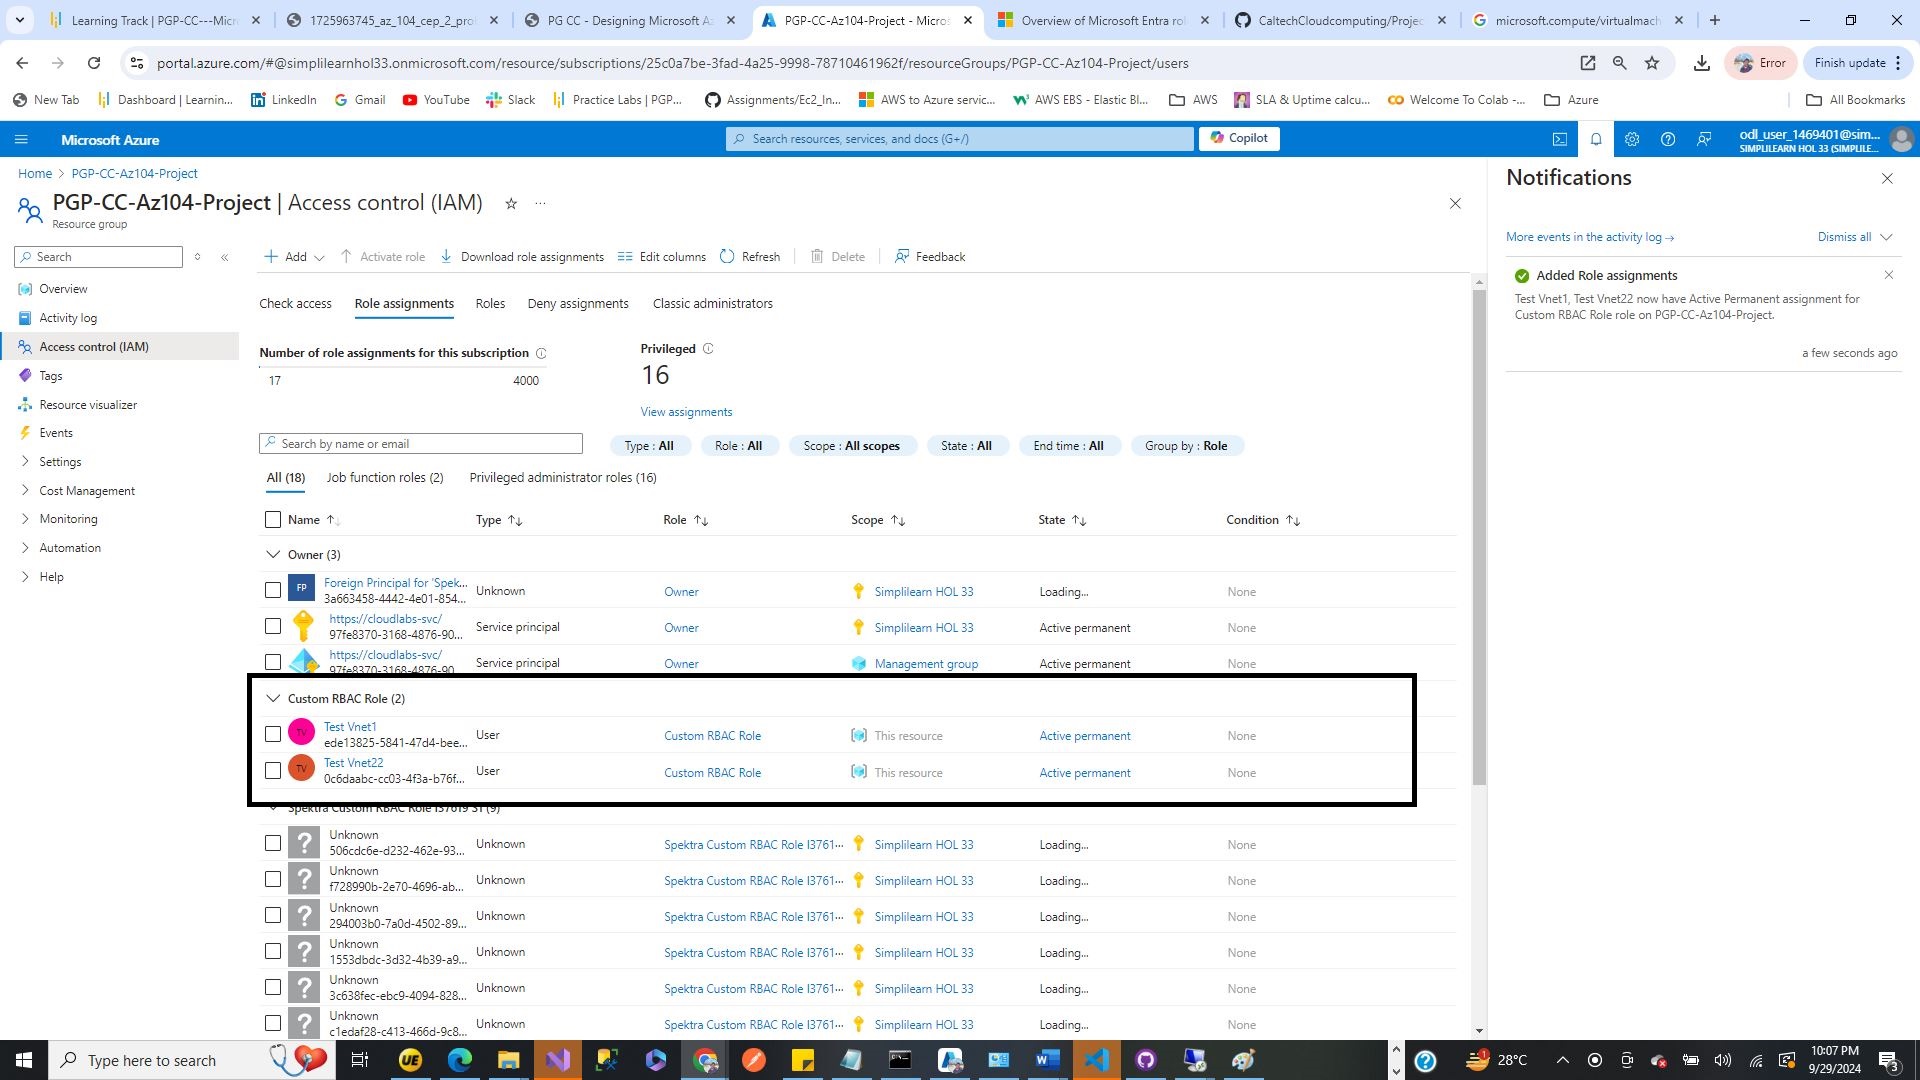 Learning Track | PGP-CC---Micr
1725963745_az_104_cep_2_prol
PG CC - Designing Microsoft Az
PGP-CC-Az104-Project - Micros
Overview of Microsoft Entra rol
CaltechCloudcomputing/Projec
microsoft.compute/virtualmach
portal.azure.com/#@simplilearnhol33.onmicrosoft.com/resource/subscriptions/25c0a7be-3fad-4a25-9998-78710461962f/resourceGroups/PGP-CC-Az104-Project/users
Error
Finish update
New Tab
Dashboard | Learnin...
LinkedIn
Gmail
YouTube
Slack
Practice Labs | PGP...
Assignments/Ec2_In...
AWS to Azure servic...
AWS EBS - Elastic Bl...
AWS
SLA & Uptime calcu...
Welcome To Colab -...
Azure
All Bookmarks
Microsoft Azure
Search resources, services, and docs (G+/)
Copilot
odl_user_1469401@sim...
SIMPLILEARN HOL 33 (SIMPLILE...
Home > PGP-CC-Az104-Project
PGP-CC-Az104-Project | Access control (IAM)
Resource group
Search
Overview
Activity log
Access control (IAM)
Tags
Resource visualizer
Events
Settings
Cost Management
Monitoring
Automation
Help
Add
Activate role
Download role assignments
Edit columns
Refresh
Delete
Feedback
Check access
Role assignments
Roles
Deny assignments
Classic administrators
Number of role assignments for this subscription
17
4000
Privileged
16
View assignments
Search by name or email
Type : All
Role : All
Scope : All scopes
State : All
End time : All
Group by : Role
All (18)
Job function roles (2)
Privileged administrator roles (16)
Name
Type
Role
Scope
State
Condition
Owner (3)
FP
Foreign Principal for 'Spek...
3a663458-4442-4e01-854...
Unknown
Owner
Simplilearn HOL 33
Loading...
None
https://cloudlabs-svc/
97fe8370-3168-4876-90...
Service principal
Owner
Simplilearn HOL 33
Active permanent
None
https://cloudlabs-svc/
97fe8370-3168-4876-90
Service principal
Owner
Management group
Active permanent
None
Custom RBAC Role (2)
TV
Test Vnet1
ede13825-5841-47d4-bee...
User
Custom RBAC Role
This resource
Active permanent
None
TV
Test Vnet22
0c6daabc-cc03-4f3a-b76f...
User
Custom RBAC Role
This resource
Active permanent
None
Spektra Custom RBAC Role I37619 31 (9)
Unknown
506cdc6e-d232-462e-93...
Unknown
Spektra Custom RBAC Role I3761...
Simplilearn HOL 33
Loading...
None
Unknown
f728990b-2e70-4696-ab...
Unknown
Spektra Custom RBAC Role I3761...
Simplilearn HOL 33
Loading...
None
Unknown
294003b0-7a0d-4502-89...
Unknown
Spektra Custom RBAC Role I3761...
Simplilearn HOL 33
Loading...
None
Unknown
1553dbdc-3d32-4b39-a9...
Unknown
Spektra Custom RBAC Role I3761...
Simplilearn HOL 33
Loading...
None
Unknown
3c638fec-ebc9-4094-828...
Unknown
Spektra Custom RBAC Role I3761...
Simplilearn HOL 33
Loading...
None
Unknown
c1edaf28-c413-466d-9c8...
Unknown
Spektra Custom RBAC Role I3761...
Simplilearn HOL 33
Loading...
None
Notifications
More events in the activity log →
Dismiss all
Added Role assignments
Test Vnet1, Test Vnet22 now have Active Permanent assignment for
Custom RBAC Role role on PGP-CC-Az104-Project.
a few seconds ago
Type here to search
UE
28°C
10:07 PM
9/29/2024
3